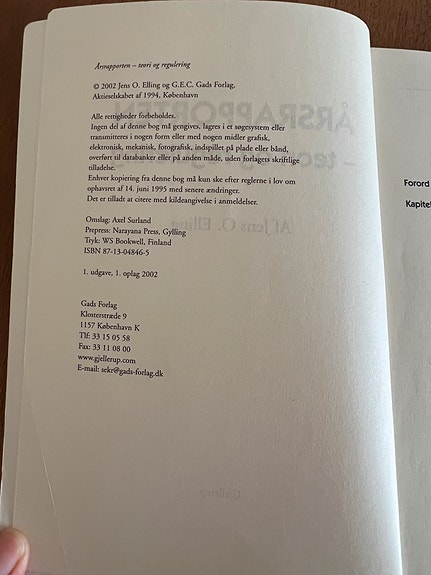 Årsrapporten – teori og regulering
© 2002 Jens O. Elling og G.E.C. Gads Forlag,
Aktieselskabet af 1994, København
Alle rettigheder forbeholdes.
Ingen del af denne bog må gengives, lagres i et søgesystem eller
transmitteres i nogen form eller med nogen midler grafisk,
elektronisk, mekanisk, fotografisk, indspillet på plade eller bånd,
overført til darabanker eller på anden måde, uden forlagets skriftlige
tilladelse.
Enhver kopiering fra denne bog må kun ske efter reglerne i lov om
ophavsret af 14. juni 1995 med senere ændringer.
Det er tilladt at citere med kildeangivelse i anmeldelser.
Omslag: Axel Surland
Prepress: Narayana Press, Gylling
Tryk: WS Bookwell, Finland
ISBN 87-13-04846-5
1. udgave, 1. oplag 2002
Gads Forlag
Klosterstræde 9
1157 København K
Tlf: 33 15 05 58
Fax: 33 11 08 00
www.gjellerup.com
E-mail: sekr@gads-forlag.dk
Forord
Kapitel
ÅRSRAPPORTEN
Af Jens O. Elling